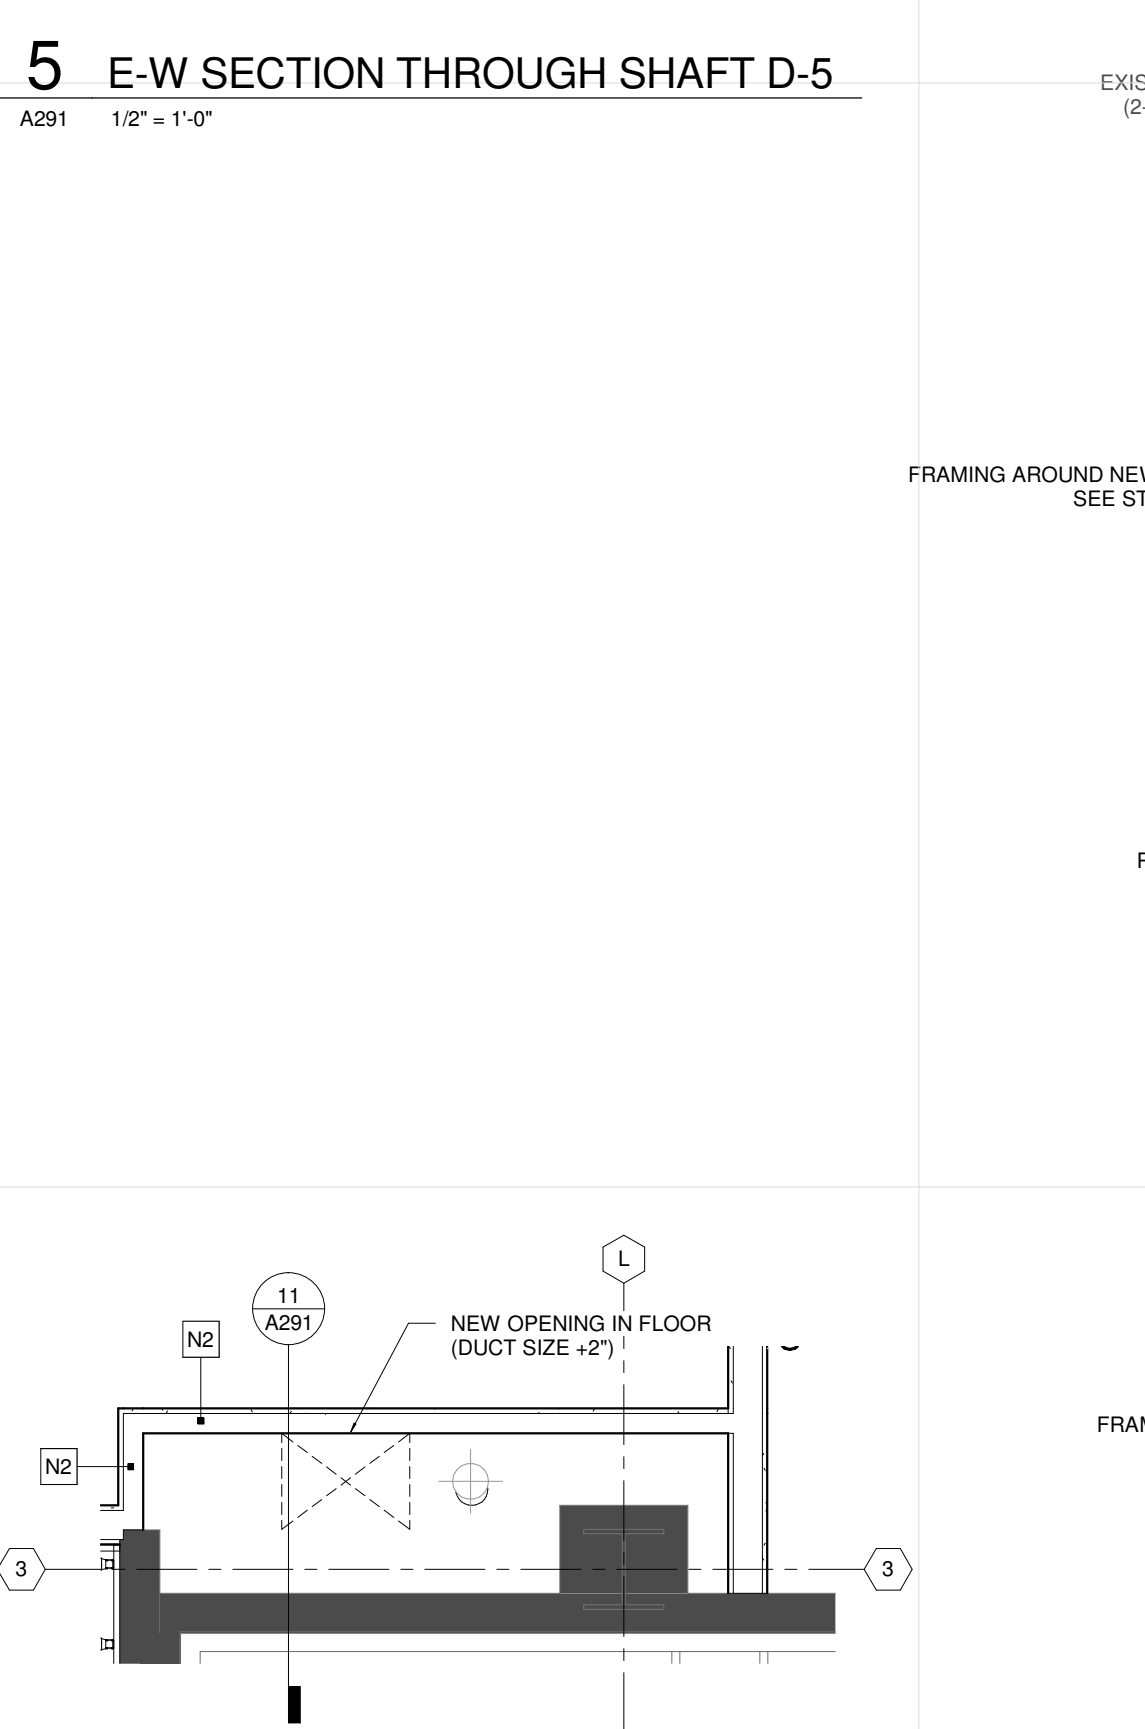 5 E-W SECTION THROUGH SHAFT D-5
A291 1/2" = 1'-0"
EXIS
(2-
FRAMING AROUND NEW
SEE ST
F
L
11
A291
NEW OPENING IN FLOOR
(DUCT SIZE +2")
N2
FRAM
N2
3
3